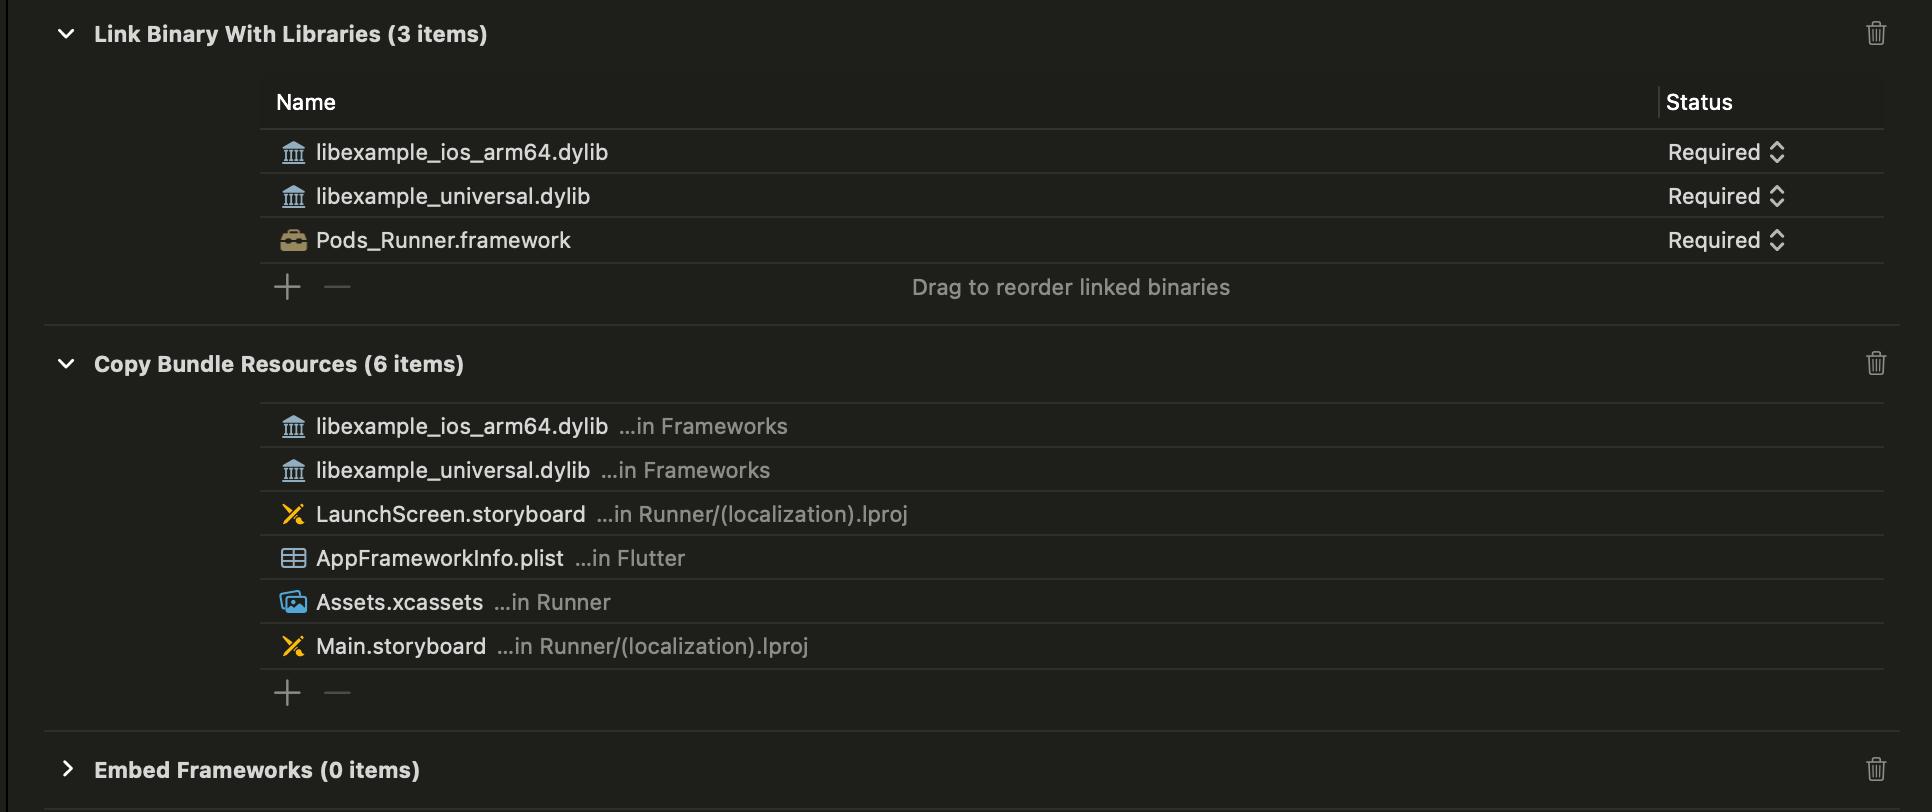 Link Binary With Libraries (3 items)
Name Status
libexample_ios_arm64.dylib Required
libexample_universal.dylib Required
Pods_Runner.framework Required
Drag to reorder linked binaries
Copy Bundle Resources (6 items)
libexample_ios_arm64.dylib ...in Frameworks
libexample_universal.dylib ...in Frameworks
LaunchScreen.storyboard ...in Runner/(localization).lproj
AppFrameworkInfo.plist ...in Flutter
Assets.xcassets ...in Runner
Main.storyboard ...in Runner/(localization).lproj
Embed Frameworks (0 items)